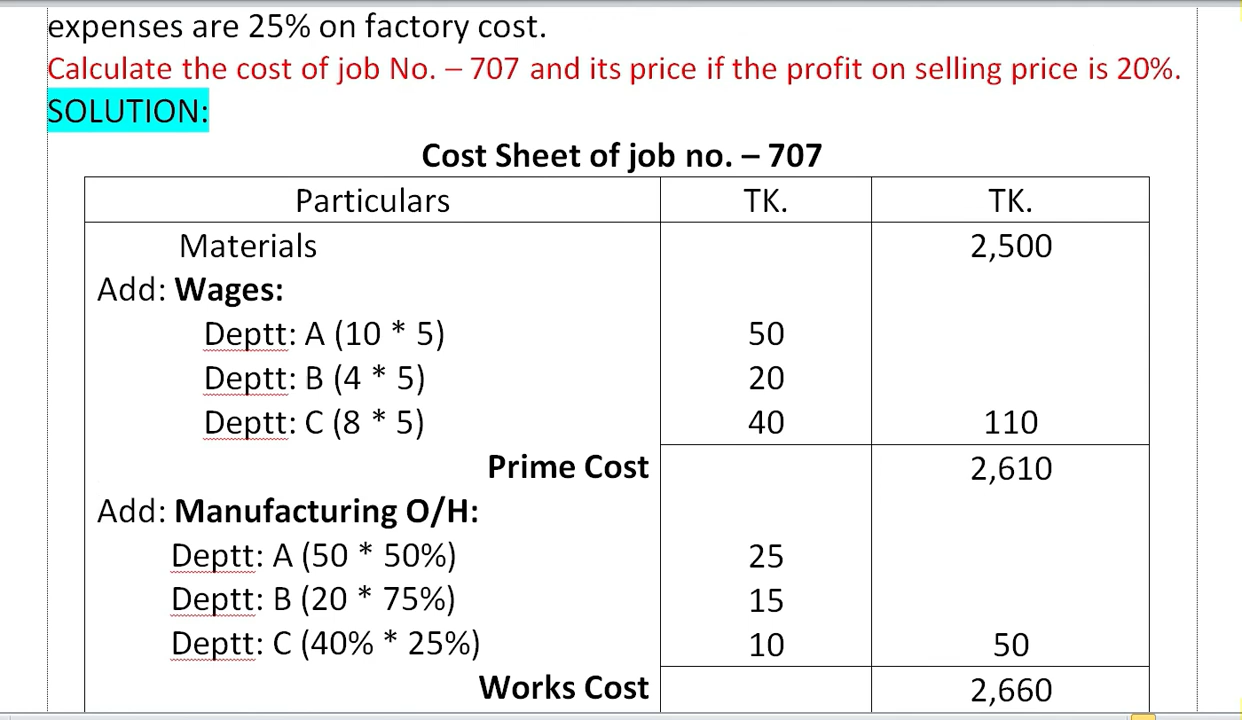 expenses are 25% on factory cost.
Calculate the cost of job No. – 707 and its price if the profit on selling price is 20%.
SOLUTION:
Cost Sheet of job no. – 707
Particulars TK. TK.
Materials 2,500
Add: Wages:
Deptt: A (10 * 5) 50
Deptt: B (4 * 5) 20
Deptt: C (8 * 5) 40 110
Prime Cost 2,610
Add: Manufacturing O/H:
Deptt: A (50 * 50%) 25
Deptt: B (20 * 75%) 15
Deptt: C (40% * 25%) 10 50
Works Cost 2,660